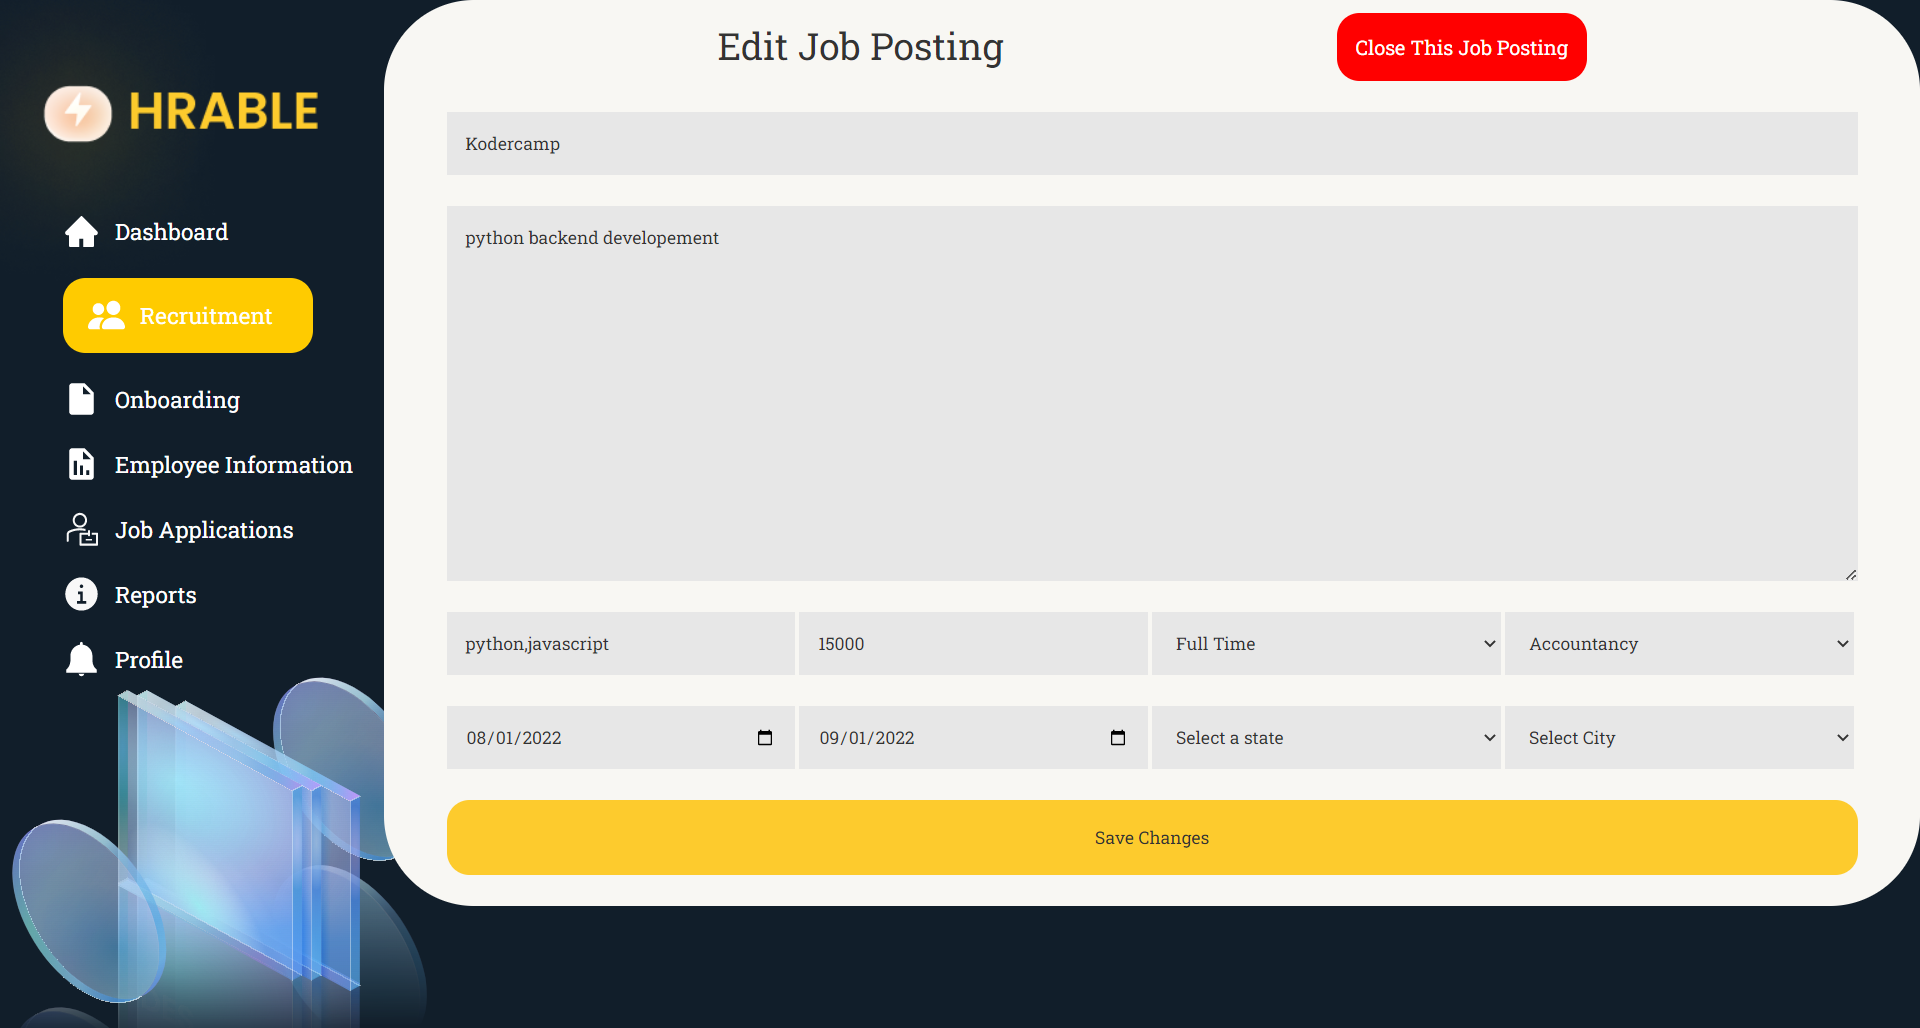 HRABLE
Dashboard
Recruitment
Onboarding
Employee Information
Job Applications
Reports
Profile
Edit Job Posting
Close This Job Posting
Kodercamp
python backend developement
python,javascript
15000
Full Time
Accountancy
08/01/2022
09/01/2022
Select a state
Select City
Save Changes